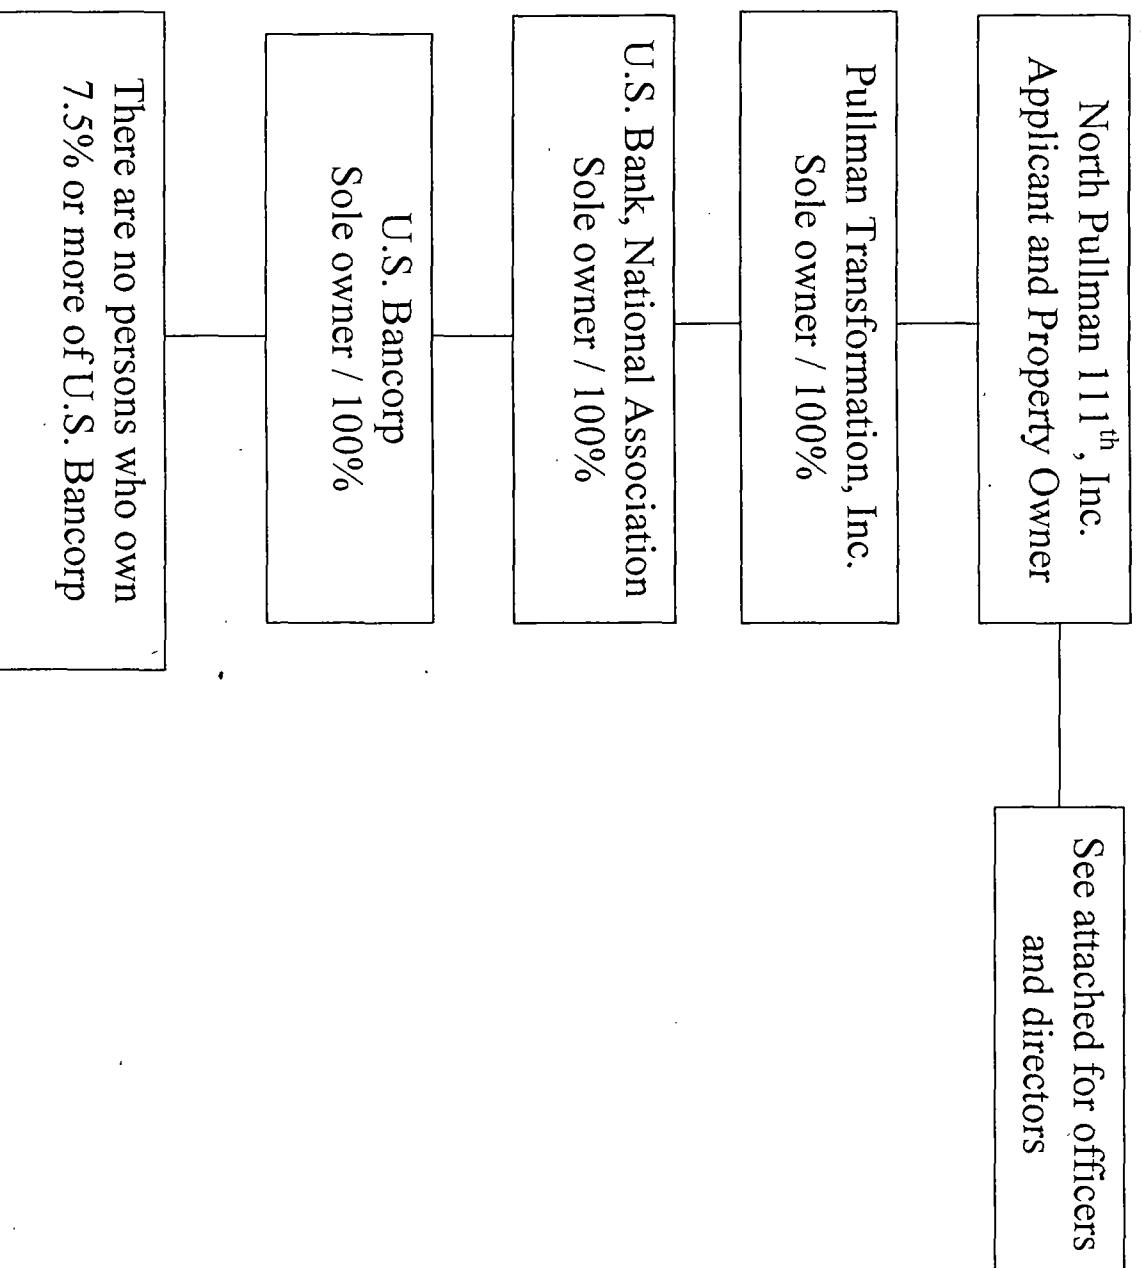 North Pullman 111th, Inc.
Applicant and Property Owner
See attached for officers
and directors
Pullman Transformation, Inc.
Sole owner / 100%
U.S. Bank, National Association
Sole owner / 100%
U.S. Bancorp
Sole owner / 100%
There are no persons who own
7.5% or more of U.S. Bancorp